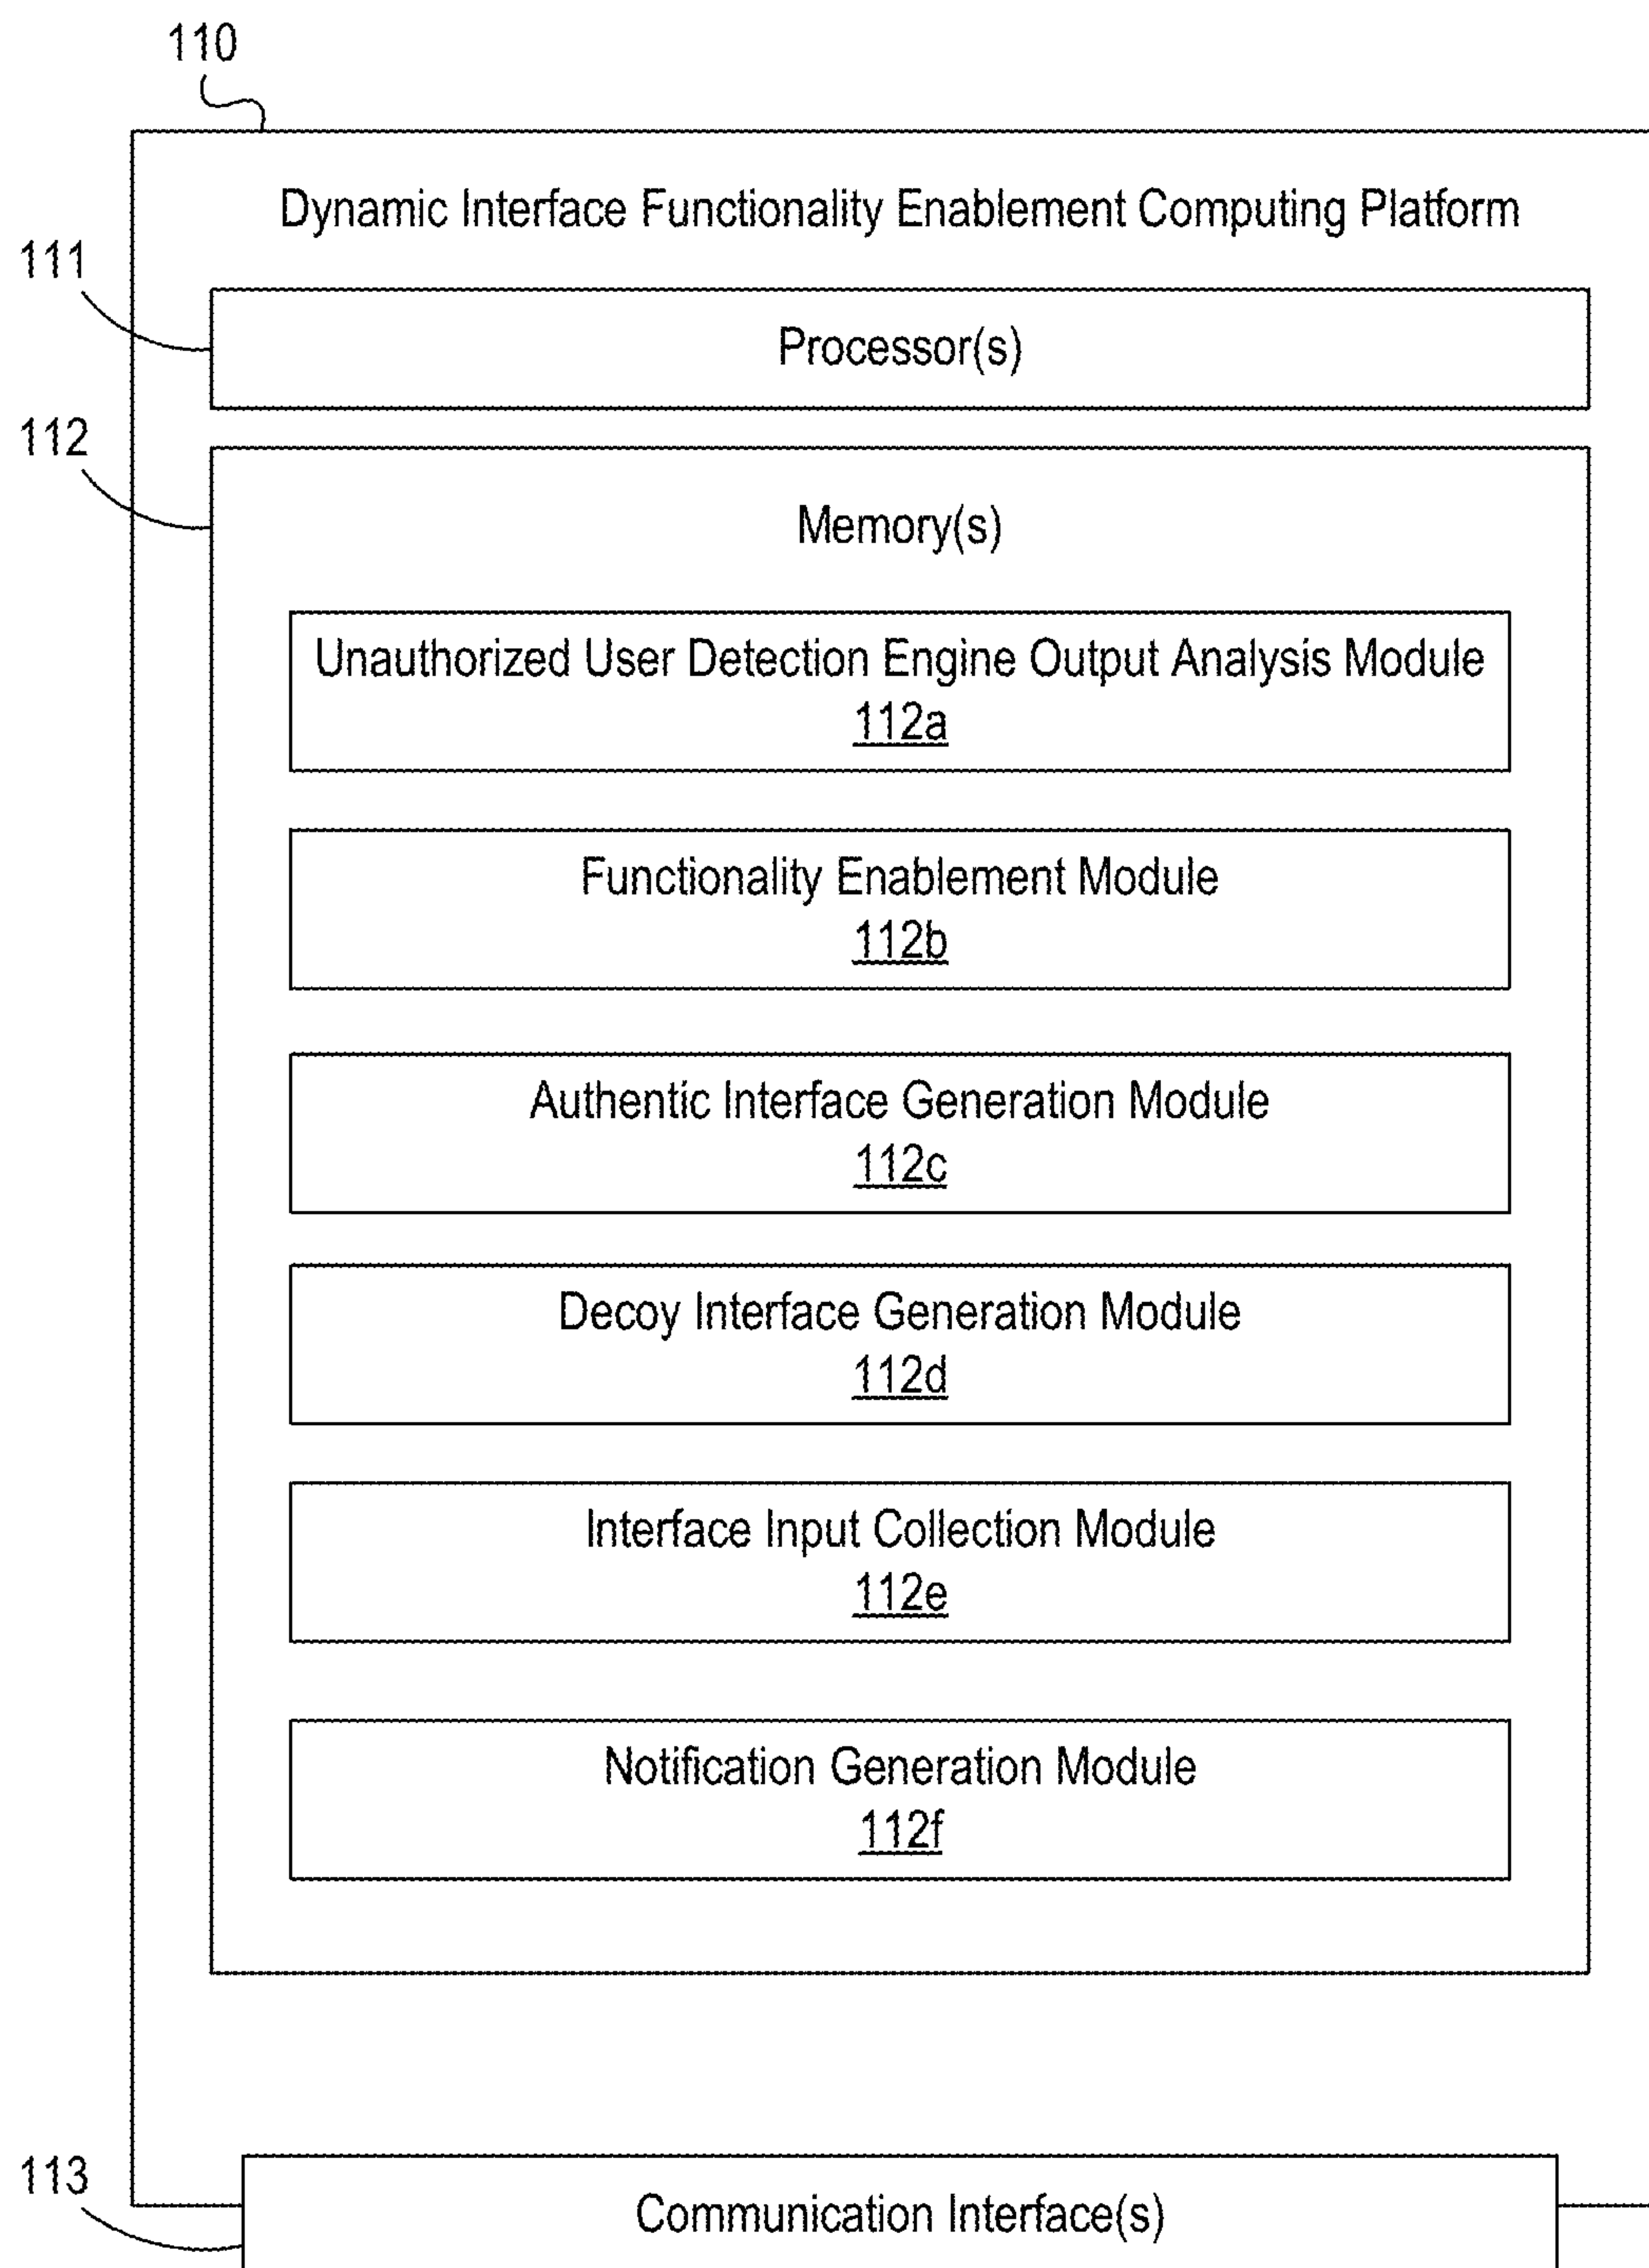 110
Dynamic Interface Functionality Enablement Computing Platform
111
Processor(s)
112
Memory(s)
Unauthorized User Detection Engine Output Analysis Module
112a
Functionality Enablement Module
112b
Authentic Interface Generation Module
112c
Decoy Interface Generation Module
112d
Interface Input Collection Module
112e
Notification Generation Module
112f
113
Communication Interface(s)